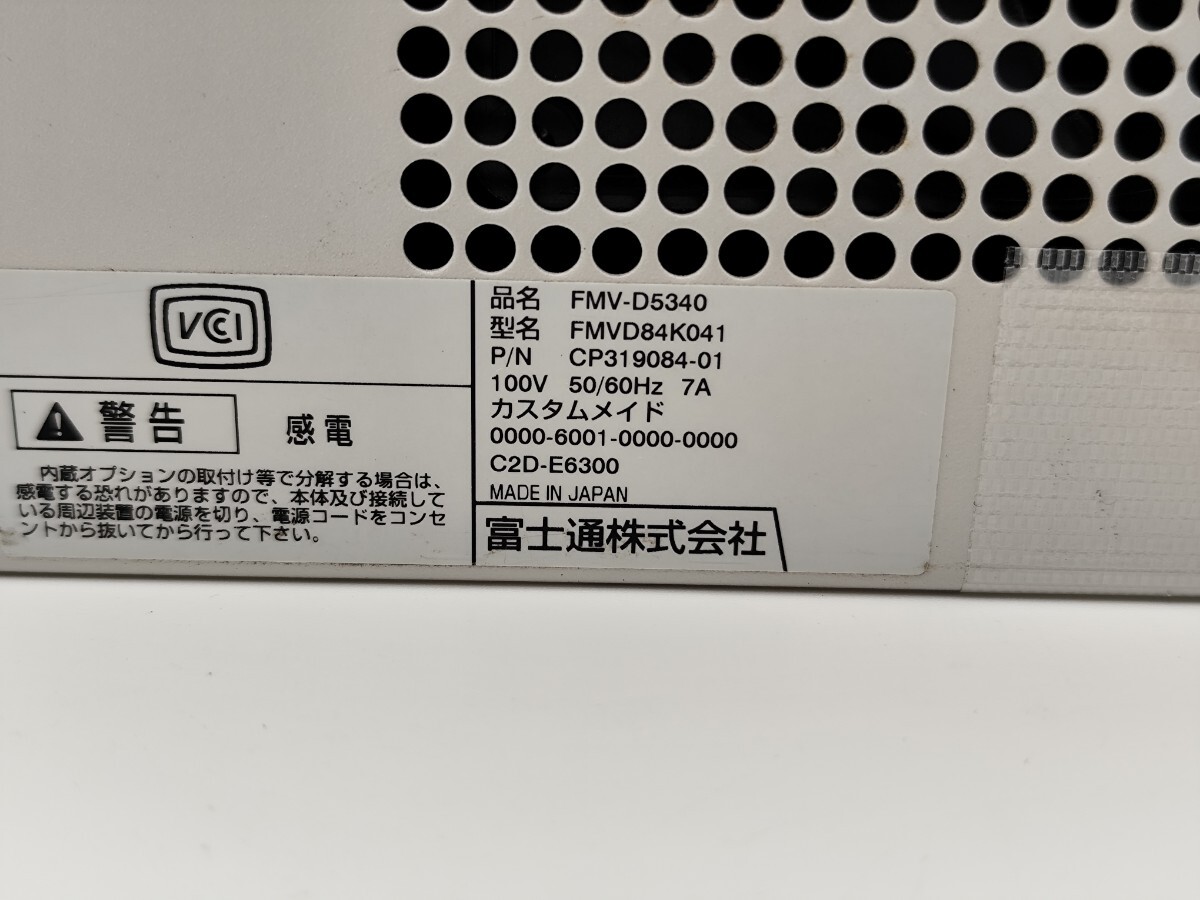 VCCI
警告 感電
内蔵オプションの取付け等で分解する場合は、
感電する恐れがありますので、本体及び接続して
いる周辺装置の電源を切り、電源コードをコンセ
ントから抜いてから行って下さい。
品名 FMV-D5340
型名 FMVD84K041
P/N CP319084-01
100V 50/60Hz 7A
カスタムメイド
0000-6001-0000-0000
C2D-E6300
MADE IN JAPAN
富士通株式会社